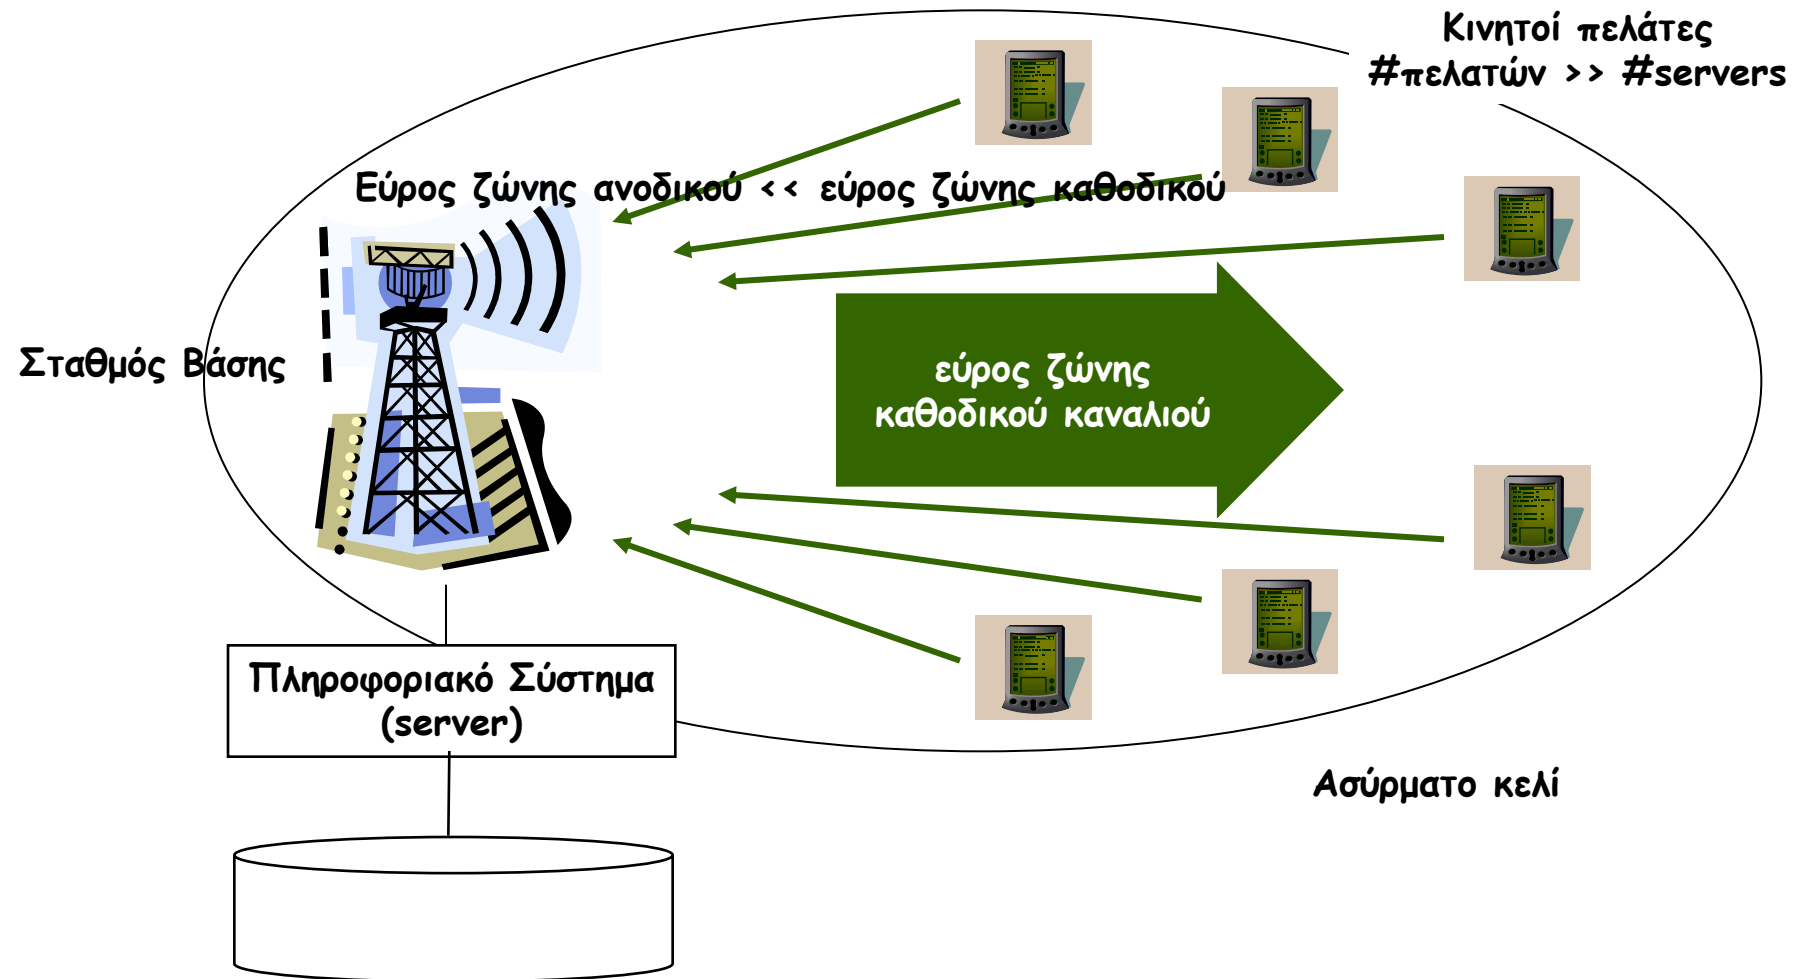 Κινητοί πελάτες
#πελατών >> #servers
Εύρος ζώνης ανοδικού << εύρος ζώνης καθοδικού
Σταθμός Βάσης
εύρος ζώνης
καθοδικού καναλιού
Πληροφοριακό Σύστημα
(server)
Ασύρματο κελί